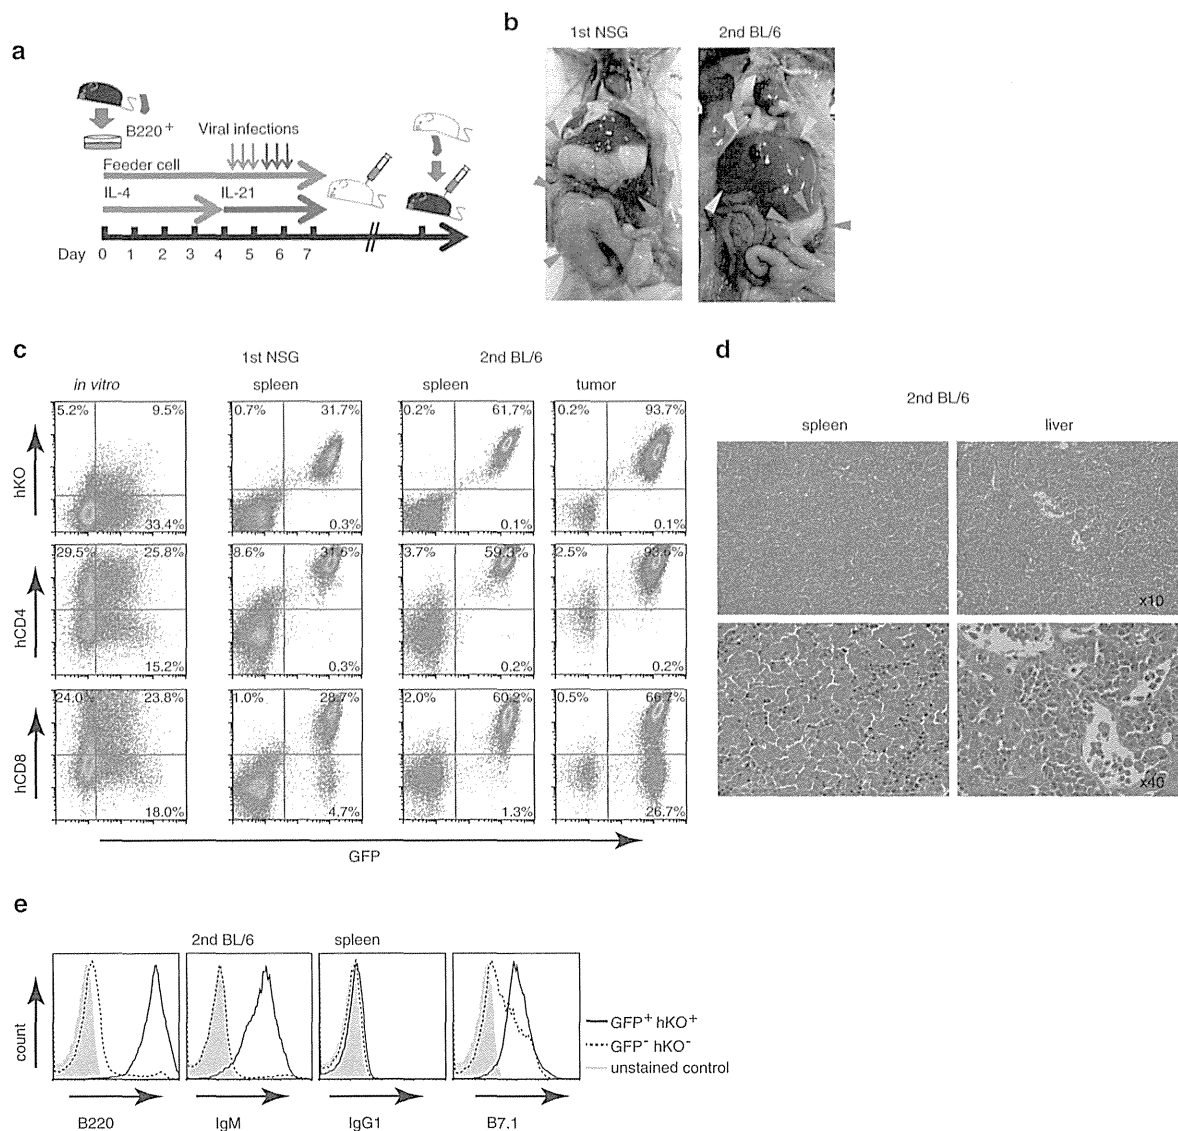 a
B220+
Viral infections
Feeder cell
IL-4
IL-21
Day 0 1 2 3 4 5 6 7
b
1st NSG
2nd BL/6
c
1st NSG
2nd BL/6
in vitro
spleen
spleen
tumor
hKO
5.2% 9.5%
33.4%
0.7% 31.7%
0.3%
0.2% 61.7%
0.1%
0.2% 93.7%
0.1%
hCD4
29.5% 25.8%
15.2%
8.6% 31.6%
0.3%
3.7% 59.3%
0.2%
2.5% 93.6%
0.2%
hCD8
24.0% 23.8%
18.0%
1.0% 28.7%
4.7%
2.0% 60.2%
1.3%
0.5% 66.7%
26.7%
GFP
d
2nd BL/6
spleen
liver
x10
x40
e
2nd BL/6
spleen
count
GFP+ hKO+
GFP- hKO-
unstained control
B220
IgM
IgG1
B7.1